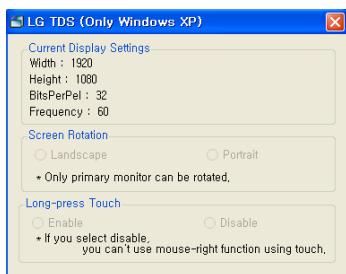 LG TDS (Only Windows XP)
Current Display Settings
Width : 1920
Height : 1080
BitsPerPel : 32
Frequency : 60
Screen Rotation
Landscape Portrait
* Only primary monitor can be rotated,
Long-press Touch
Enable Disable
* If you select disable,
you can't use mouse-right function using touch,